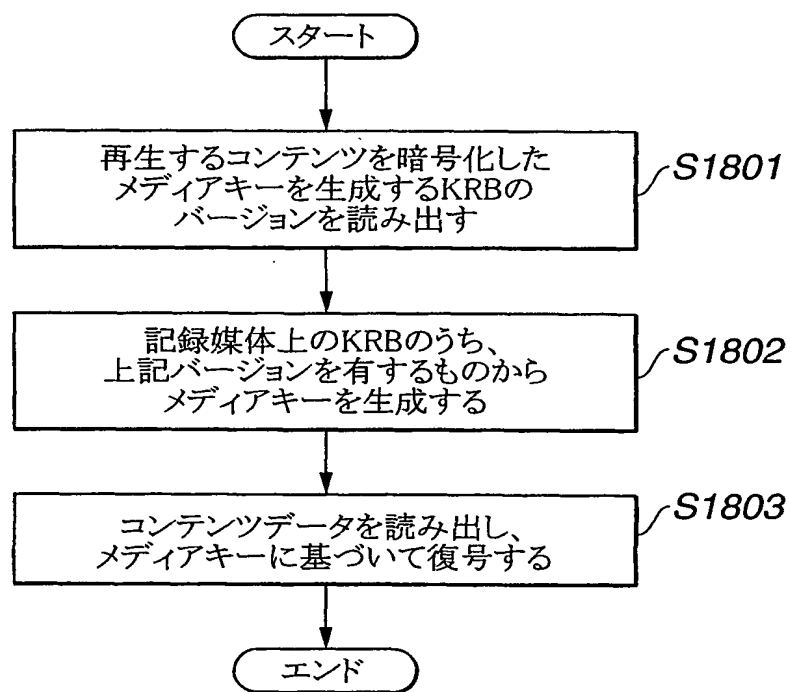 スタート
再生するコンテンツを暗号化した
メディアキーを生成するKRBの
バージョンを読み出す
S1801
記録媒体上のKRBのうち、
上記バージョンを有するものから
メディアキーを生成する
S1802
コンテンツデータを読み出し、
メディアキーに基づいて復号する
S1803
エンド